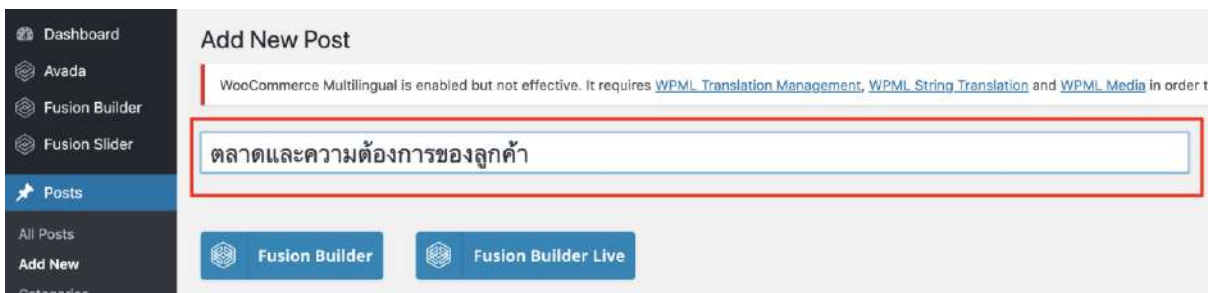 Dashboard
Avada
Fusion Builder
Fusion Slider
Posts
All Posts
Add New
Categories
Add New Post
WooCommerce Multilingual is enabled but not effective. It requires WPML Translation Management, WPML String Translation and WPML Media in order t
ตลาดและความต้องการของลูกค้า
Fusion Builder
Fusion Builder Live